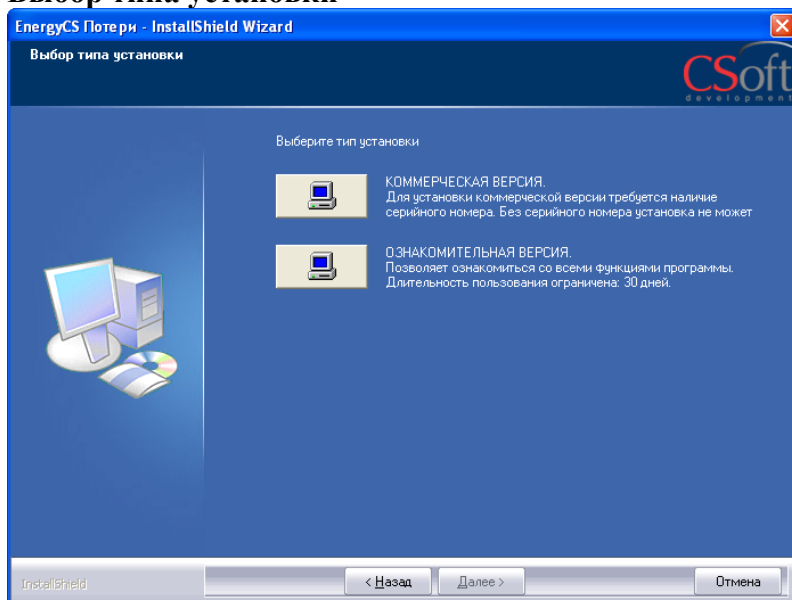 Выбор типа установки
EnergyCS Потери - InstallShield Wizard
Выбор типа установки
CSoft
development
Выберите тип установки
КОММЕРЧЕСКАЯ ВЕРСИЯ.
Для установки коммерческой версии требуется наличие
серийного номера. Без серийного номера установка не может
ОЗНАКОМИТЕЛЬНАЯ ВЕРСИЯ.
Позволяет ознакомиться со всеми функциями программы.
Длительность пользования ограничена: 30 дней.
InstallShield
< Назад
Далее >
Отмена